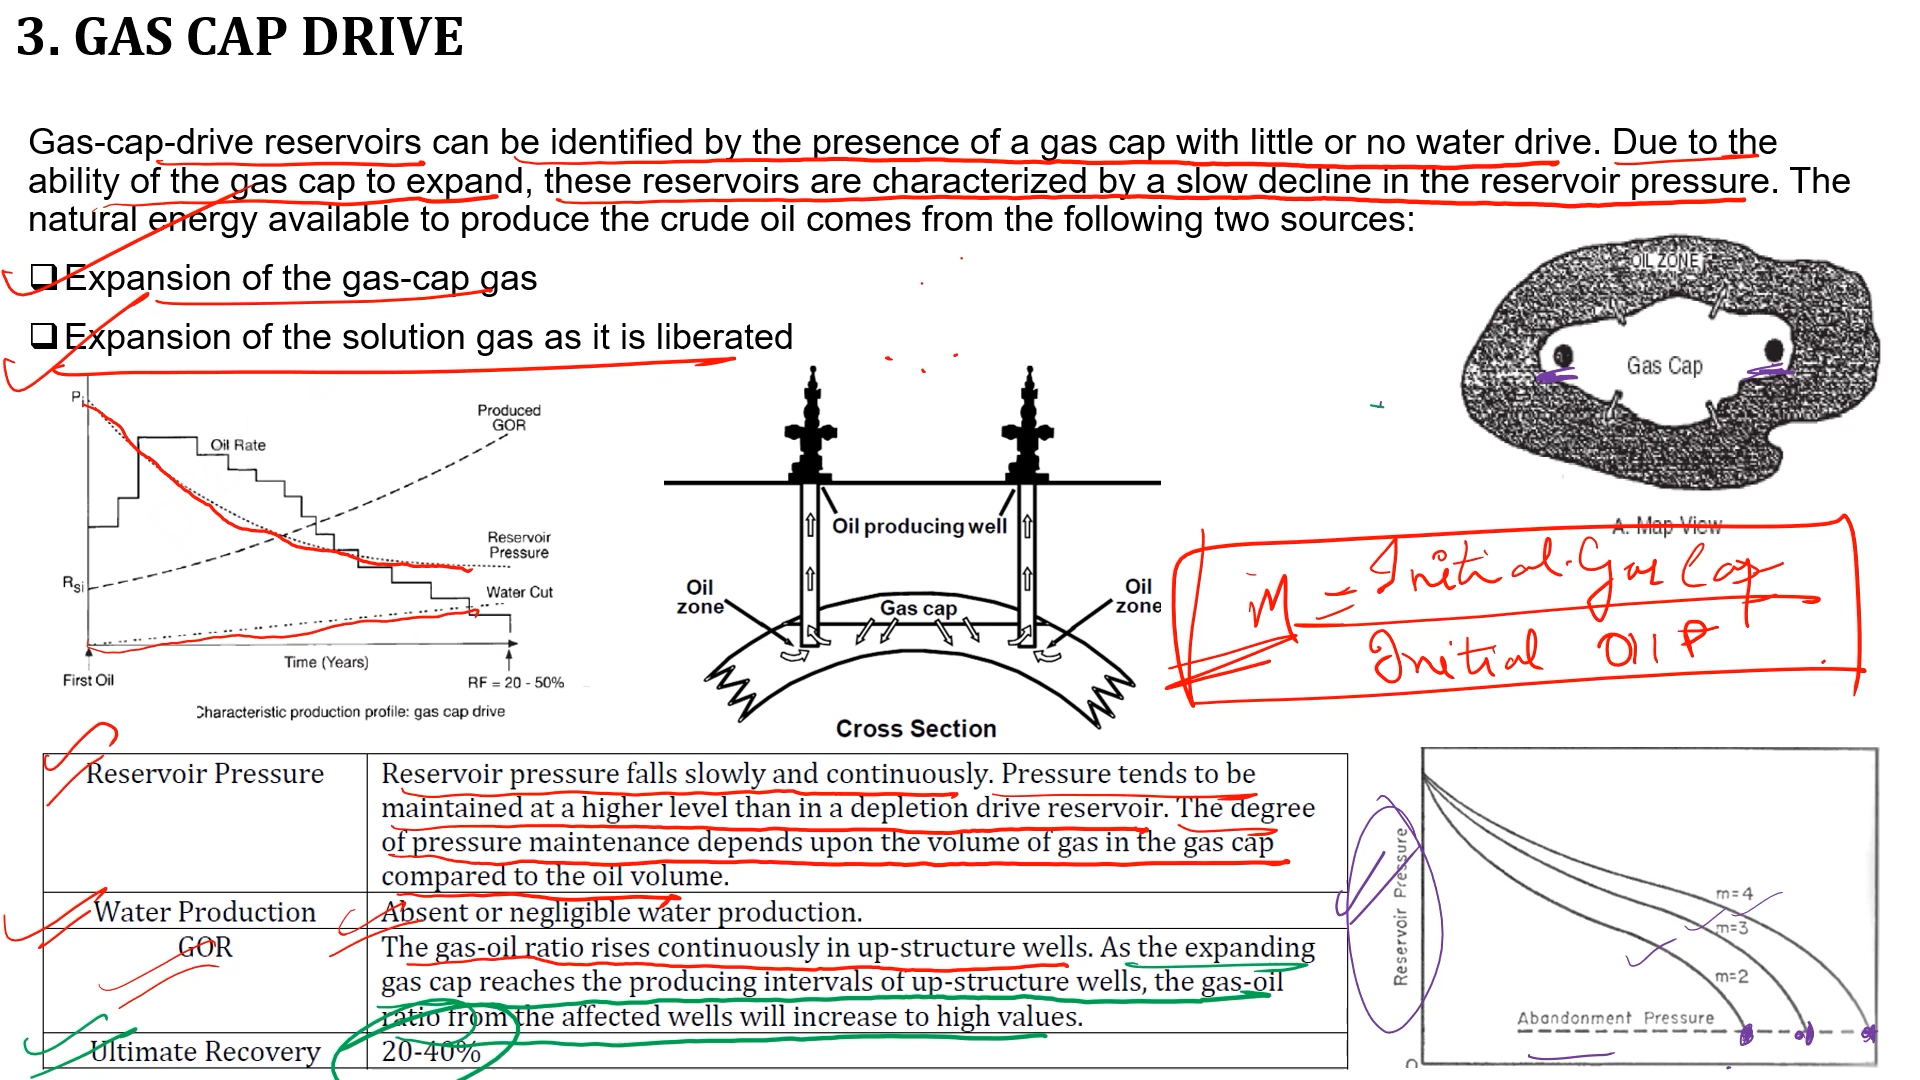 3. GAS CAP DRIVE
Gas-cap-drive reservoirs can be identified by the presence of a gas cap with little or no water drive. Due to the
ability of the gas cap to expand, these reservoirs are characterized by a slow decline in the reservoir pressure. The
natural energy available to produce the crude oil comes from the following two sources:
Expansion of the gas-cap gas
Expansion of the solution gas as it is liberated
Pi
Produced
GOR
Oil Rate
Reservoir
Pressure
Rsi
Water Cut
Time (Years)
First Oil
RF = 20 - 50%
Characteristic production profile: gas cap drive
Oil producing well
Oil
zone
Gas cap
Oil
zone
Cross Section
OIL ZONE
Gas Cap
A. Map View
m = Initial Gas Cap
Initial Oil
Reservoir Pressure
Reservoir pressure falls slowly and continuously. Pressure tends to be
maintained at a higher level than in a depletion drive reservoir. The degree
of pressure maintenance depends upon the volume of gas in the gas cap
compared to the oil volume.
Water Production
Absent or negligible water production.
GOR
The gas-oil ratio rises continuously in up-structure wells. As the expanding
gas cap reaches the producing intervals of up-structure wells, the gas-oil
ratio from the affected wells will increase to high values.
Ultimate Recovery
20-40%
Reservoir Pressure
m=4
m=3
m=2
Abandonment Pressure
0